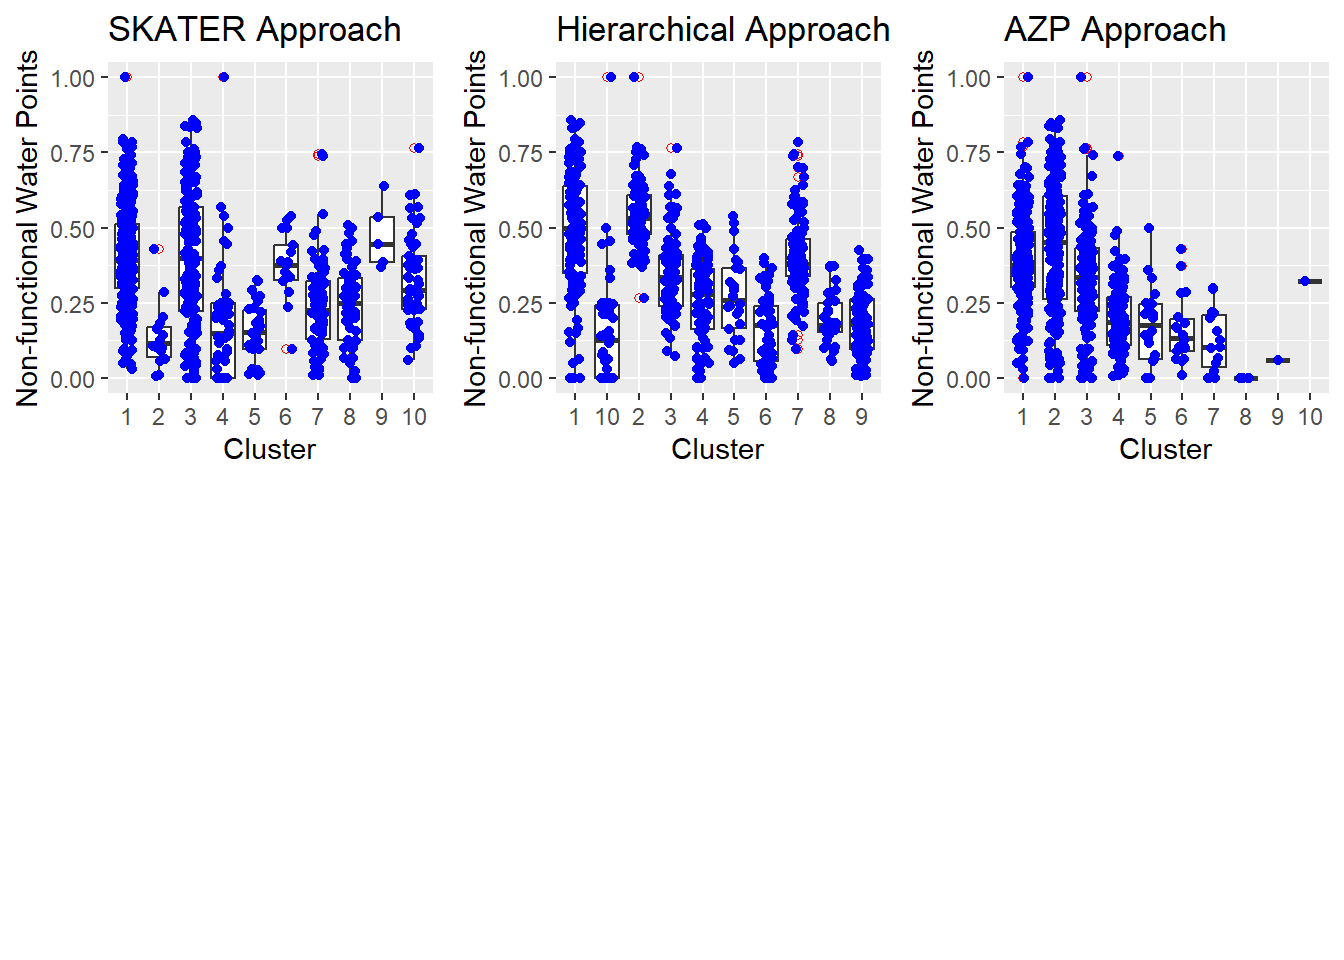 SKATER Approach
Non-functional Water Points
1.00
0.75
0.50
0.25
0.00
1 2 3 4 5 6 7 8 9 10
Cluster
Hierarchical Approach
Non-functional Water Points
1.00
0.75
0.50
0.25
0.00
1 10 2 3 4 5 6 7 8 9
Cluster
AZP Approach
Non-functional Water Points
1.00
0.75
0.50
0.25
0.00
1 2 3 4 5 6 7 8 9 10
Cluster